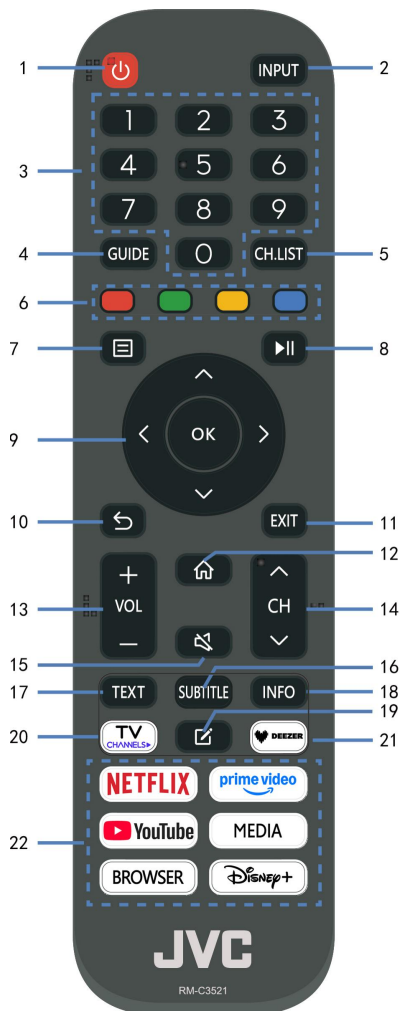 1
INPUT
2
1 2 3
3
4 5 6
7 8 9
4
GUIDE
0
CH.LIST
5
6
7
8
OK
9
10
EXIT
11
12
+
VOL
—
13
CH
14
15
16
17
TEXT
SUBTITLE
INFO
18
19
20
TV
CHANNELS
DEEZER
21
NETFLIX
prime video
YouTube
MEDIA
22
BROWSER
Disney+
JVC
RM-C3521